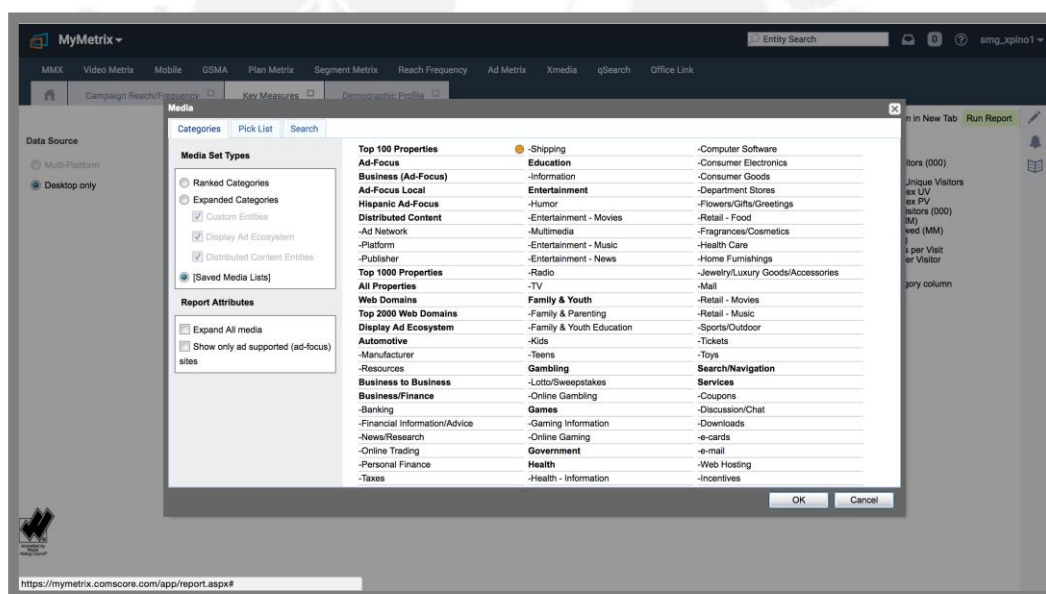 MyMetrix
Entity Search
0
?
smg_xpino1
MMX Video Metrix Mobile GSMA Plan Metrix Segment Metrix Reach Frequency Ad Metrix Xmedia qSearch Office Link
Campaign Reach/Frequency Key Measures Demographic Profile
n in New Tab Run Report
Data Source
Multi-Platform
Desktop only
Media
Categories Pick List Search
Media Set Types
Ranked Categories
Expanded Categories
Custom Entities
Display Ad Ecosystem
Distributed Content Entities
[Saved Media Lists]
Report Attributes
Expand All media
Show only ad supported (ad-focus)
sites
Top 100 Properties
Ad-Focus
Business (Ad-Focus)
Ad-Focus Local
Hispanic Ad-Focus
Distributed Content
-Ad Network
-Platform
-Publisher
Top 1000 Properties
All Properties
Web Domains
Top 2000 Web Domains
Display Ad Ecosystem
Automotive
-Manufacturer
-Resources
Business to Business
Business/Finance
-Banking
-Financial Information/Advice
-News/Research
-Online Trading
-Personal Finance
-Taxes
-Shipping
Education
-Information
Entertainment
-Humor
-Entertainment - Movies
-Multimedia
-Entertainment - Music
-Entertainment - News
-Radio
-TV
Family & Youth
-Family & Parenting
-Family & Youth Education
-Kids
-Teens
Gambling
-Lotto/Sweepstakes
-Online Gambling
Games
-Gaming Information
-Online Gaming
Government
Health
-Health - Information
-Computer Software
-Consumer Electronics
-Consumer Goods
-Department Stores
-Flowers/Gifts/Greetings
-Retail - Food
-Fragrances/Cosmetics
-Health Care
-Home Furnishings
-Jewelry/Luxury Goods/Accessories
-Mall
-Retail - Movies
-Retail - Music
-Sports/Outdoor
-Tickets
-Toys
Search/Navigation
Services
-Coupons
-Discussion/Chat
-Downloads
-e-cards
-e-mail
-Web Hosting
-Incentives
OK Cancel
itors (000)
Unique Visitors
ex UV
ex PV
isitors (000)
M)
wed (MM)
)
s per Visit
er Visitor
gory column
https://mymetrix.comscore.com/app/report.aspx#